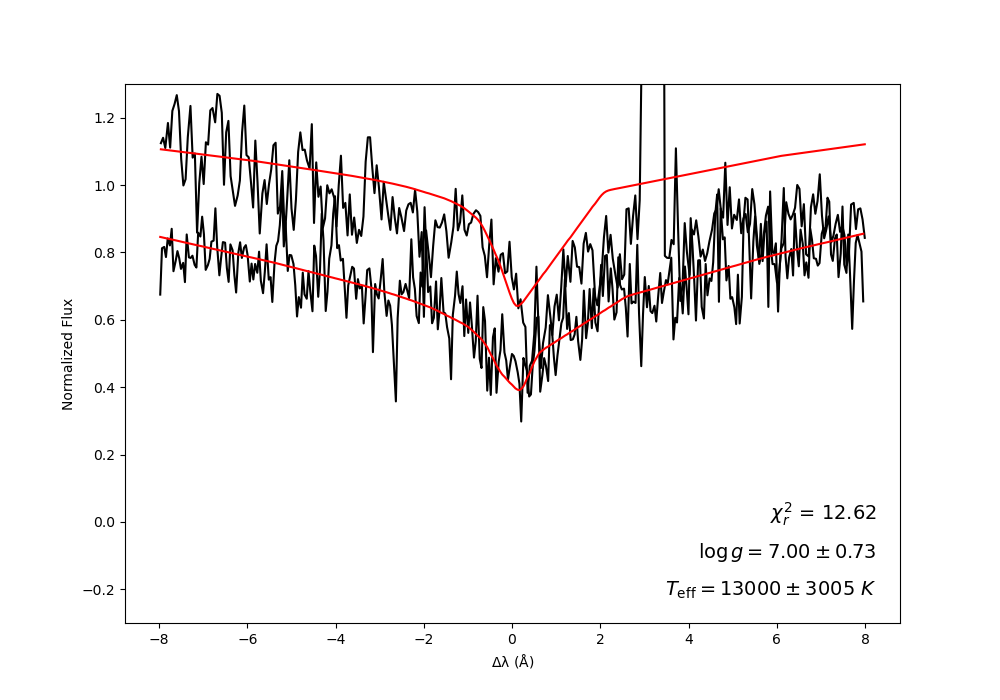 1.2
1.0
0.8
0.6
0.4
0.2
0.0
−0.2
Normalized Flux
χ²ᵣ = 12.62
log g = 7.00 ± 0.73
T_eff = 13000 ± 3005 K
−8 −6 −4 −2 0 2 4 6 8
Δλ (Å)